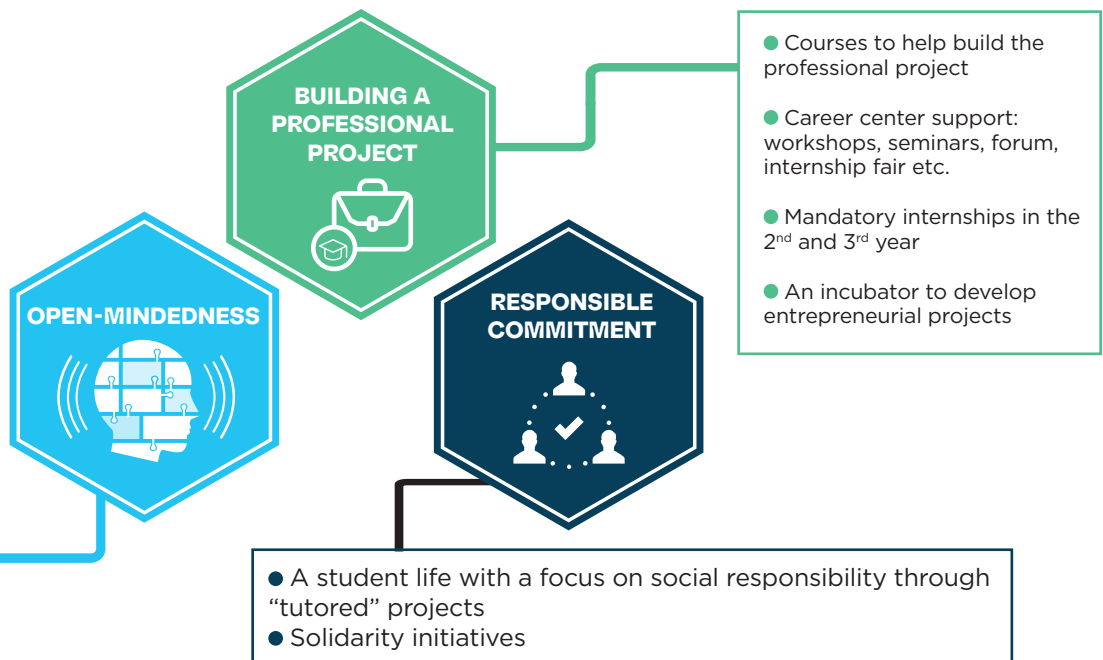 BUILDING A
PROFESSIONAL
PROJECT
● Courses to help build the
professional project
● Career center support:
workshops, seminars, forum,
internship fair etc.
● Mandatory internships in the
2nd and 3rd year
● An incubator to develop
entrepreneurial projects
OPEN-MINDEDNESS
RESPONSIBLE
COMMITMENT
● A student life with a focus on social responsibility through
“tutored” projects
● Solidarity initiatives